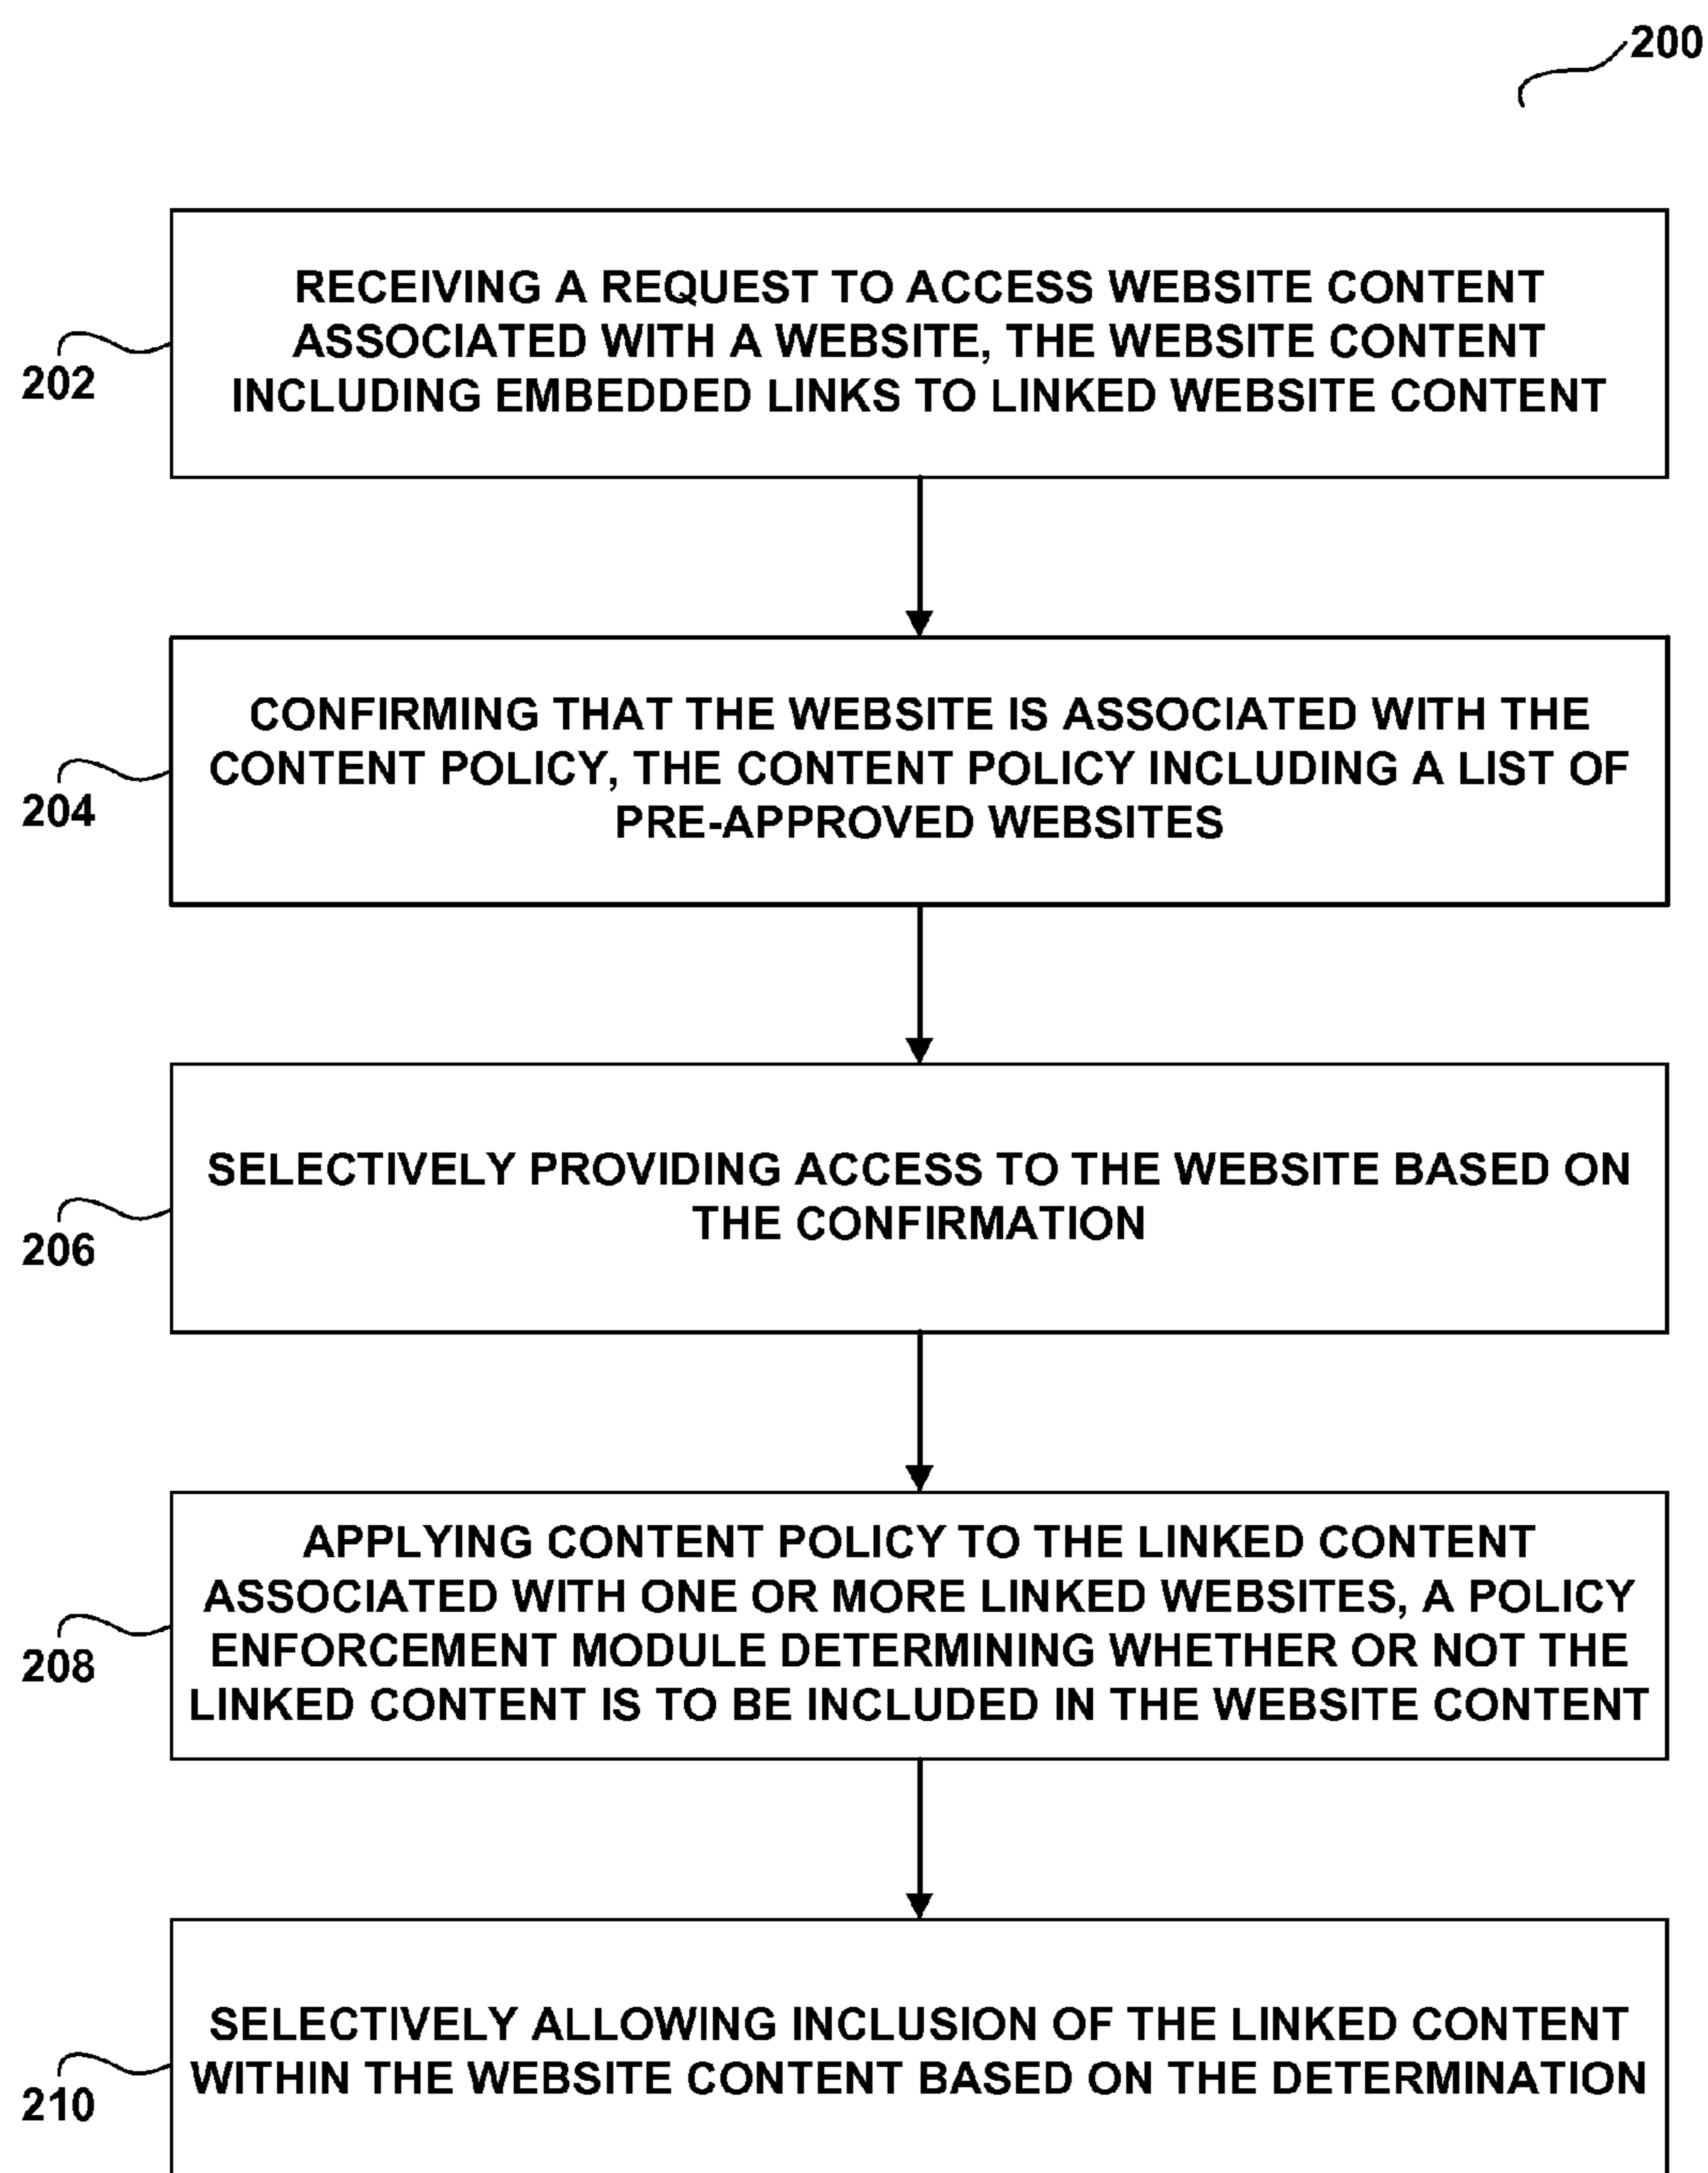 200
RECEIVING A REQUEST TO ACCESS WEBSITE CONTENT
ASSOCIATED WITH A WEBSITE, THE WEBSITE CONTENT
INCLUDING EMBEDDED LINKS TO LINKED WEBSITE CONTENT
202
CONFIRMING THAT THE WEBSITE IS ASSOCIATED WITH THE
CONTENT POLICY, THE CONTENT POLICY INCLUDING A LIST OF
PRE-APPROVED WEBSITES
204
SELECTIVELY PROVIDING ACCESS TO THE WEBSITE BASED ON
THE CONFIRMATION
206
APPLYING CONTENT POLICY TO THE LINKED CONTENT
ASSOCIATED WITH ONE OR MORE LINKED WEBSITES, A POLICY
ENFORCEMENT MODULE DETERMINING WHETHER OR NOT THE
LINKED CONTENT IS TO BE INCLUDED IN THE WEBSITE CONTENT
208
SELECTIVELY ALLOWING INCLUSION OF THE LINKED CONTENT
WITHIN THE WEBSITE CONTENT BASED ON THE DETERMINATION
210